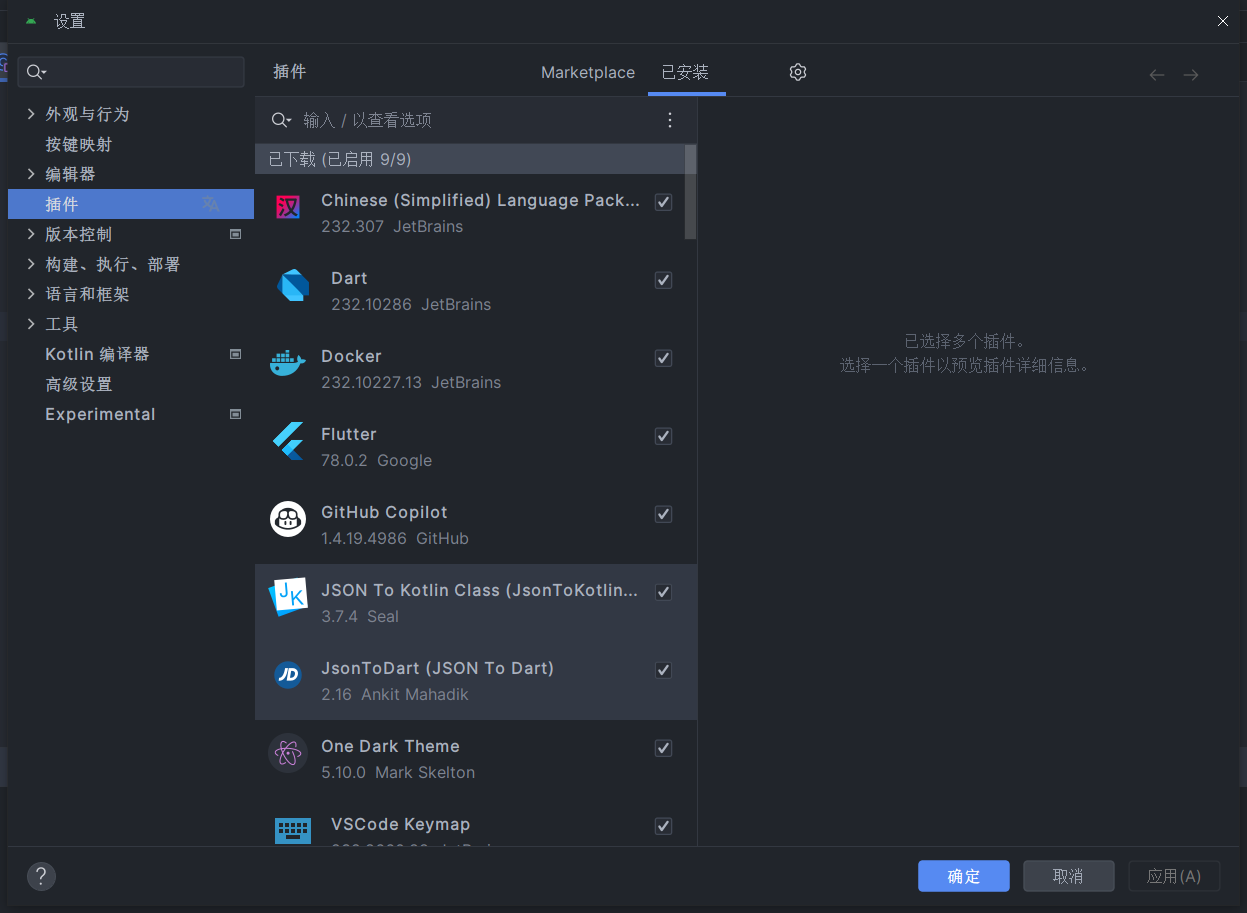 设置
插件
Marketplace
已安装
外观与行为
按键映射
编辑器
插件
版本控制
构建、执行、部署
语言和框架
工具
Kotlin 编译器
高级设置
Experimental
输入 / 以查看选项
已下载 (已启用 9/9)
汉
Chinese (Simplified) Language Pack...
232.307 JetBrains
Dart
232.10286 JetBrains
Docker
232.10227.13 JetBrains
Flutter
78.0.2 Google
GitHub Copilot
1.4.19.4986 GitHub
JK
JSON To Kotlin Class (JsonToKotlin...
3.7.4 Seal
JD
JsonToDart (JSON To Dart)
2.16 Ankit Mahadik
One Dark Theme
5.10.0 Mark Skelton
VSCode Keymap
已选择多个插件。
选择一个插件以预览插件详细信息。
?
确定
取消
应用(A)